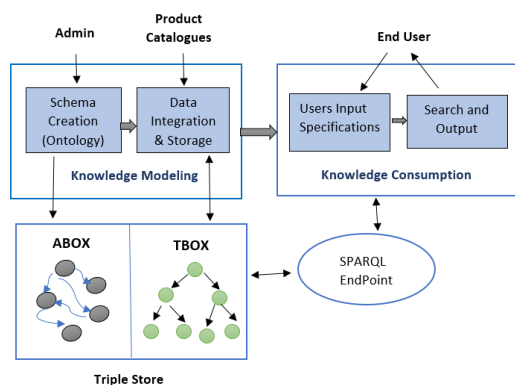 Admin
Product
Catalogues
End User
Schema
Creation
(Ontology)
Data
Integration
& Storage
Knowledge Modeling
Users Input
Specifications
Search and
Output
Knowledge Consumption
ABOX
TBOX
SPARQL
EndPoint
Triple Store